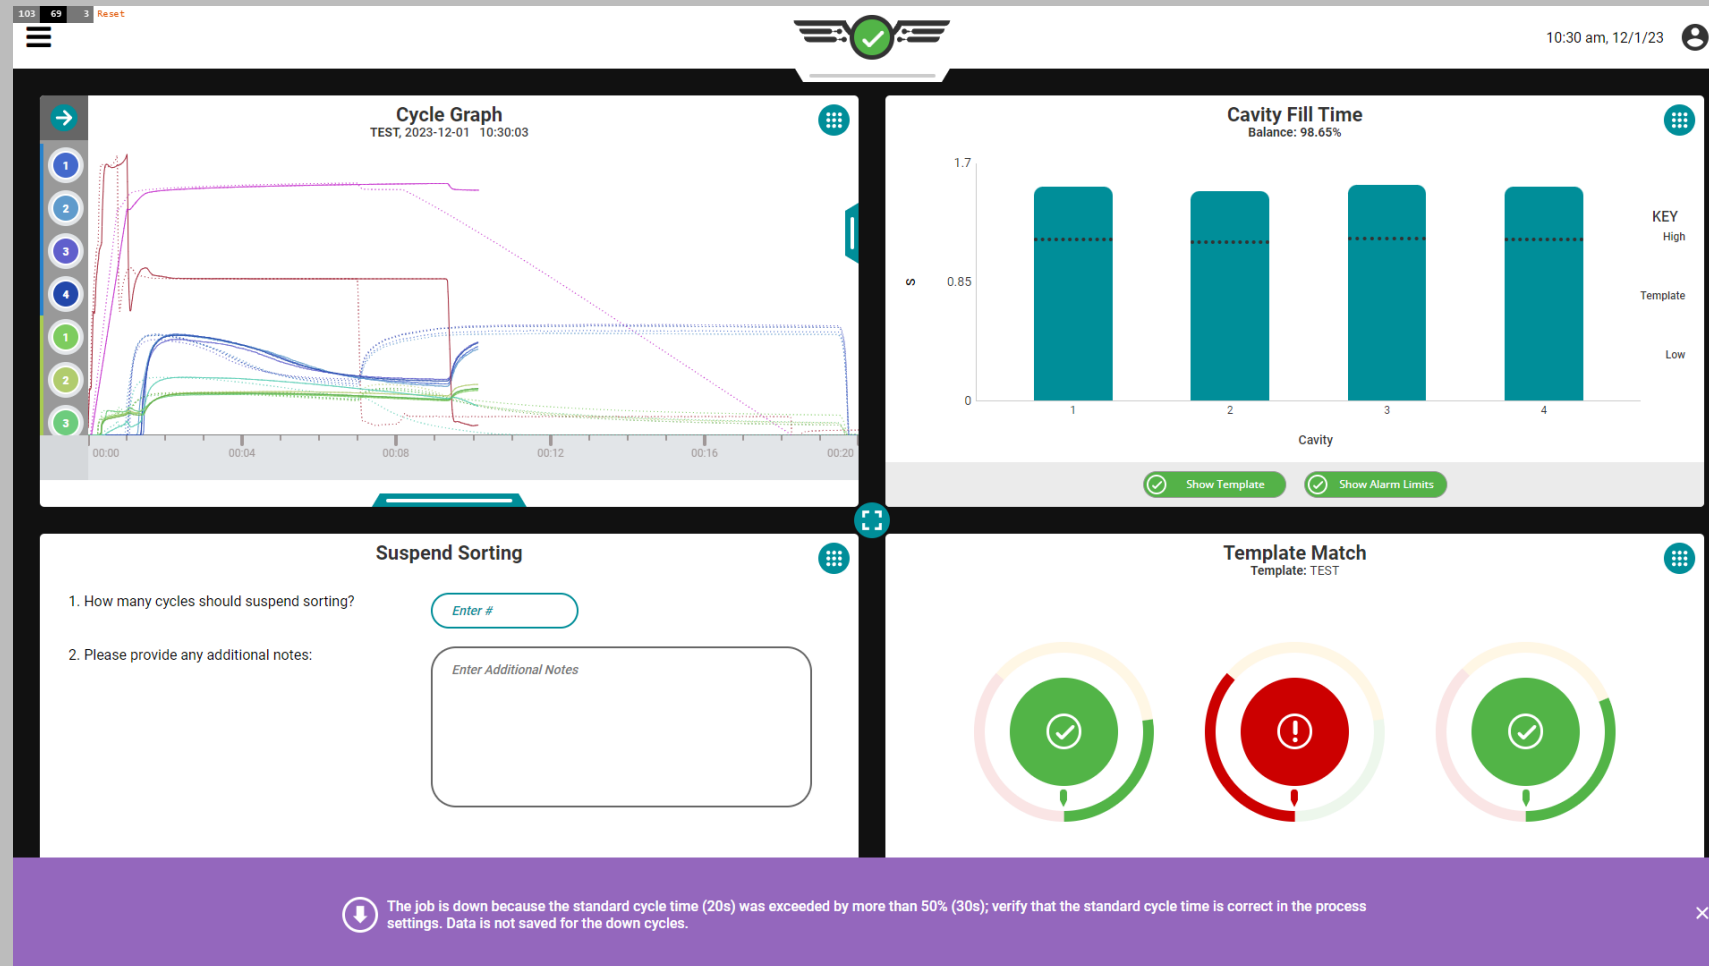 103 69 3 Reset
10:30 am, 12/1/23
Cycle Graph
TEST, 2023-12-01 10:30:03
1
2
3
4
1
2
3
00:00 00:04 00:08 00:12 00:16 00:20
Cavity Fill Time
Balance: 98.65%
1.7
0.85
0
s
1 2 3 4
Cavity
KEY
High
Template
Low
Show Template
Show Alarm Limits
Suspend Sorting
1. How many cycles should suspend sorting?
Enter #
2. Please provide any additional notes:
Enter Additional Notes
Template Match
Template: TEST
The job is down because the standard cycle time (20s) was exceeded by more than 50% (30s); verify that the standard cycle time is correct in the process
settings. Data is not saved for the down cycles.